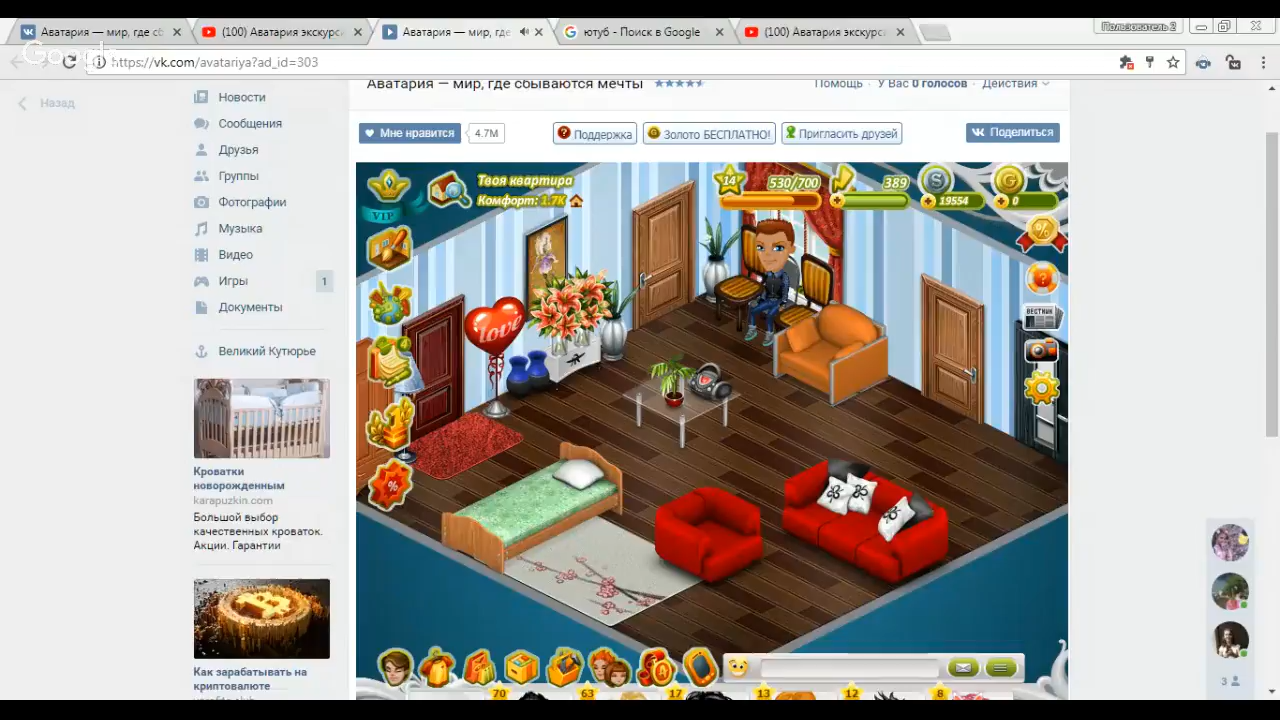 Аватария — мир, где сб
(100) Аватария экскурс
Аватария — мир, где
ютуб - Поиск в Google
(100) Аватария экскурс
Пользователь 2
Google
https://vk.com/avatariya?ad_id=303
Назад
Новости
Сообщения
Друзья
Группы
Фотографии
Музыка
Видео
Игры
1
Документы
Великий Кутюрье
Кроватки
новорожденным
karapuzkin.com
Большой выбор
качественных кроваток.
Акции. Гарантии
Как зарабатывать на
криптовалюте
Аватария — мир, где сбываются мечты
Помощь
У Вас 0 голосов
Действия
Мне нравится
4.7M
Поддержка
Золото БЕСПЛАТНО!
Пригласить друзей
Поделиться
VIP
Твоя квартира
Комфорт: 1.7K
14
530/700
389
S
19554
G
0
%
?
ВЕСТНИК
love
%
70
63
17
13
12
8
3